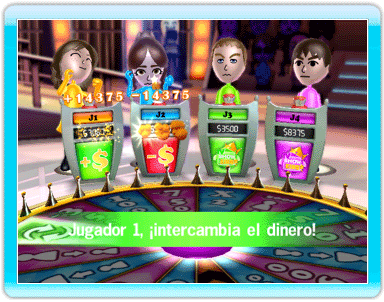 +14375 -14375
J1 J2 J3 J4
$3500 $8375
+$ -$
Jugador 1, ¡intercambia el dinero!